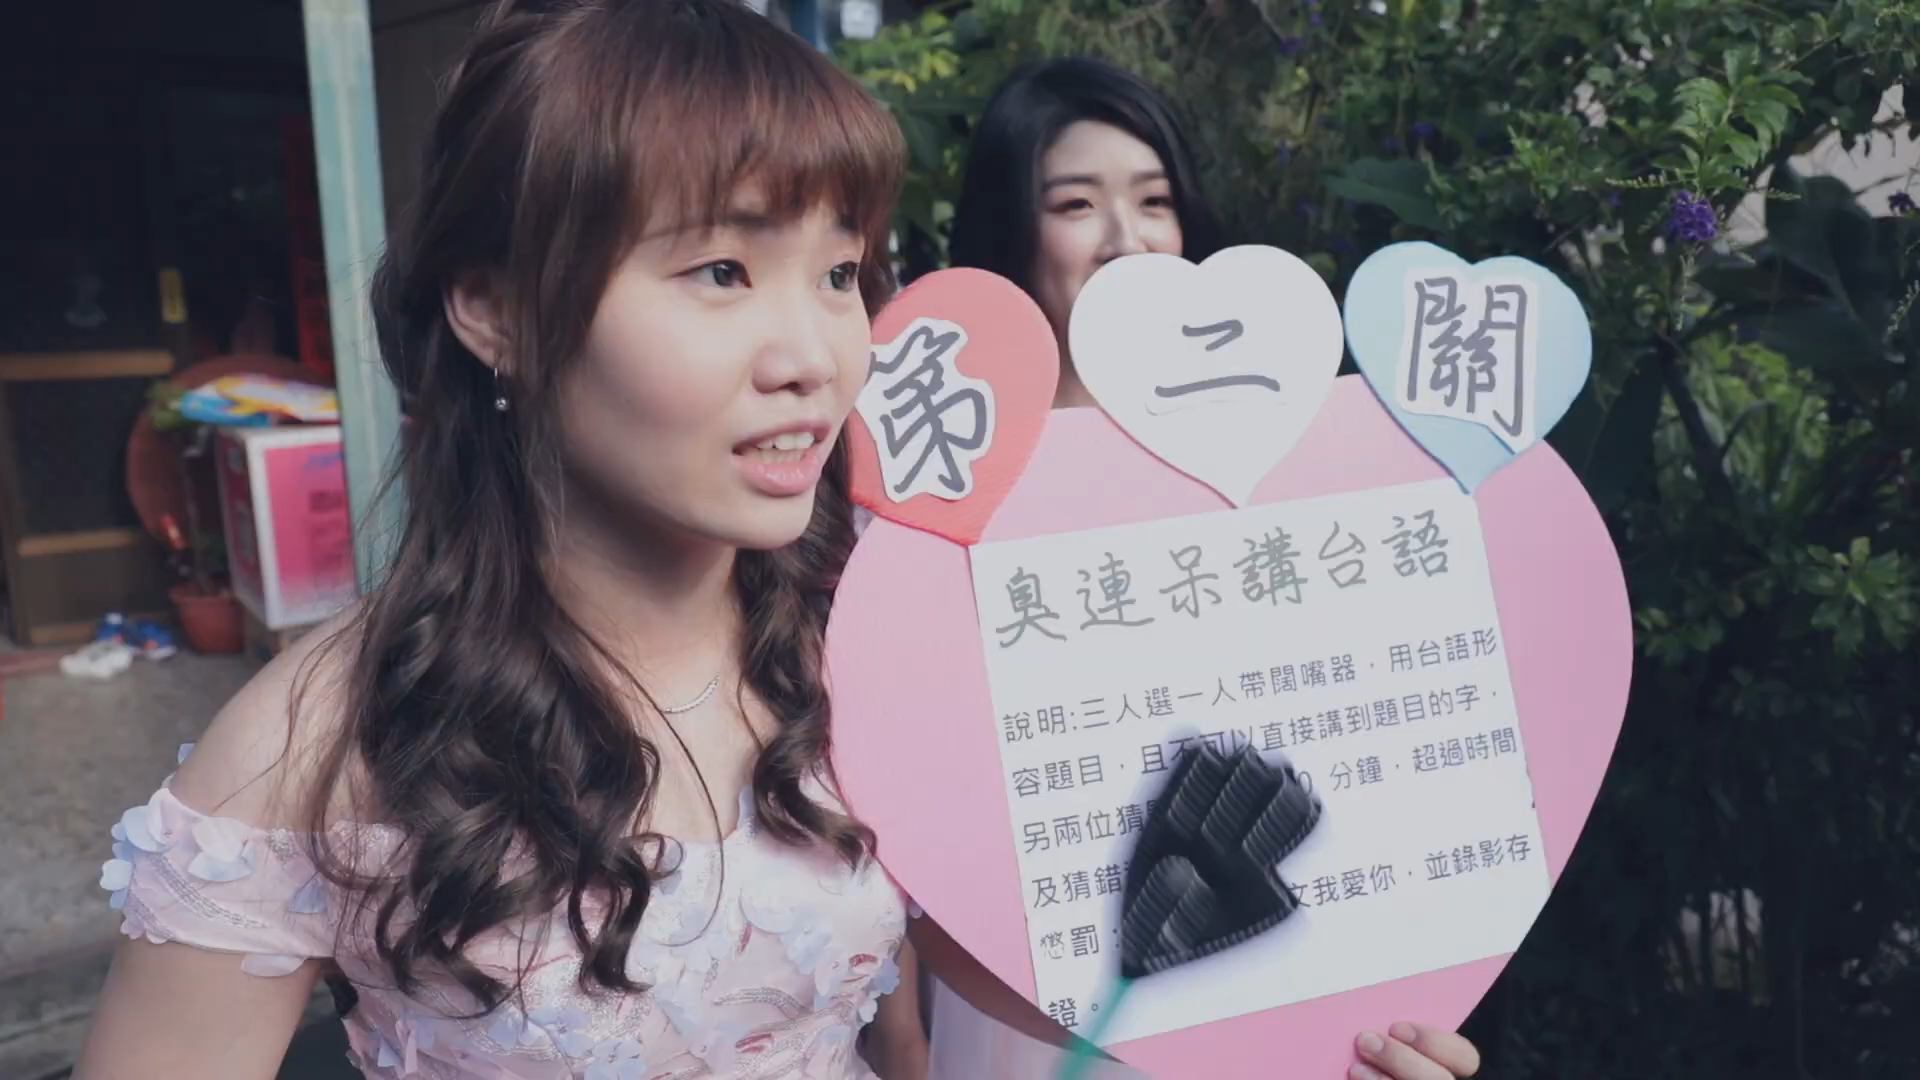 第二關
臭連呆講台語
說明:三人選一人帶闊嘴器，用台語形
容題目，且不可以直接講到題目的字，
另兩位猜 0 分鐘，超過時間
及猜錯 文我愛你，並錄影存
懲罰：
證。